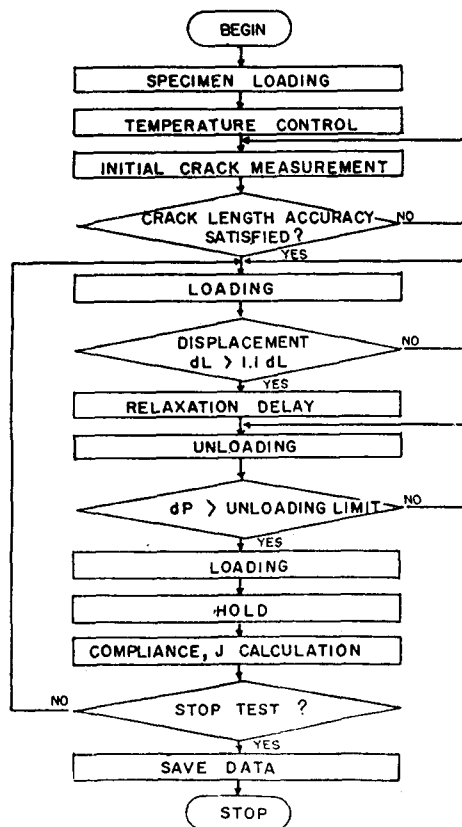 BEGIN
SPECIMEN LOADING
TEMPERATURE CONTROL
INITIAL CRACK MEASUREMENT
CRACK LENGTH ACCURACY
SATISFIED?
NO
YES
LOADING
DISPLACEMENT
dL > 1.1 dL
NO
YES
RELAXATION DELAY
UNLOADING
dP > UNLOADING LIMIT
NO
YES
LOADING
HOLD
COMPLIANCE, J CALCULATION
NO
STOP TEST ?
YES
SAVE DATA
STOP